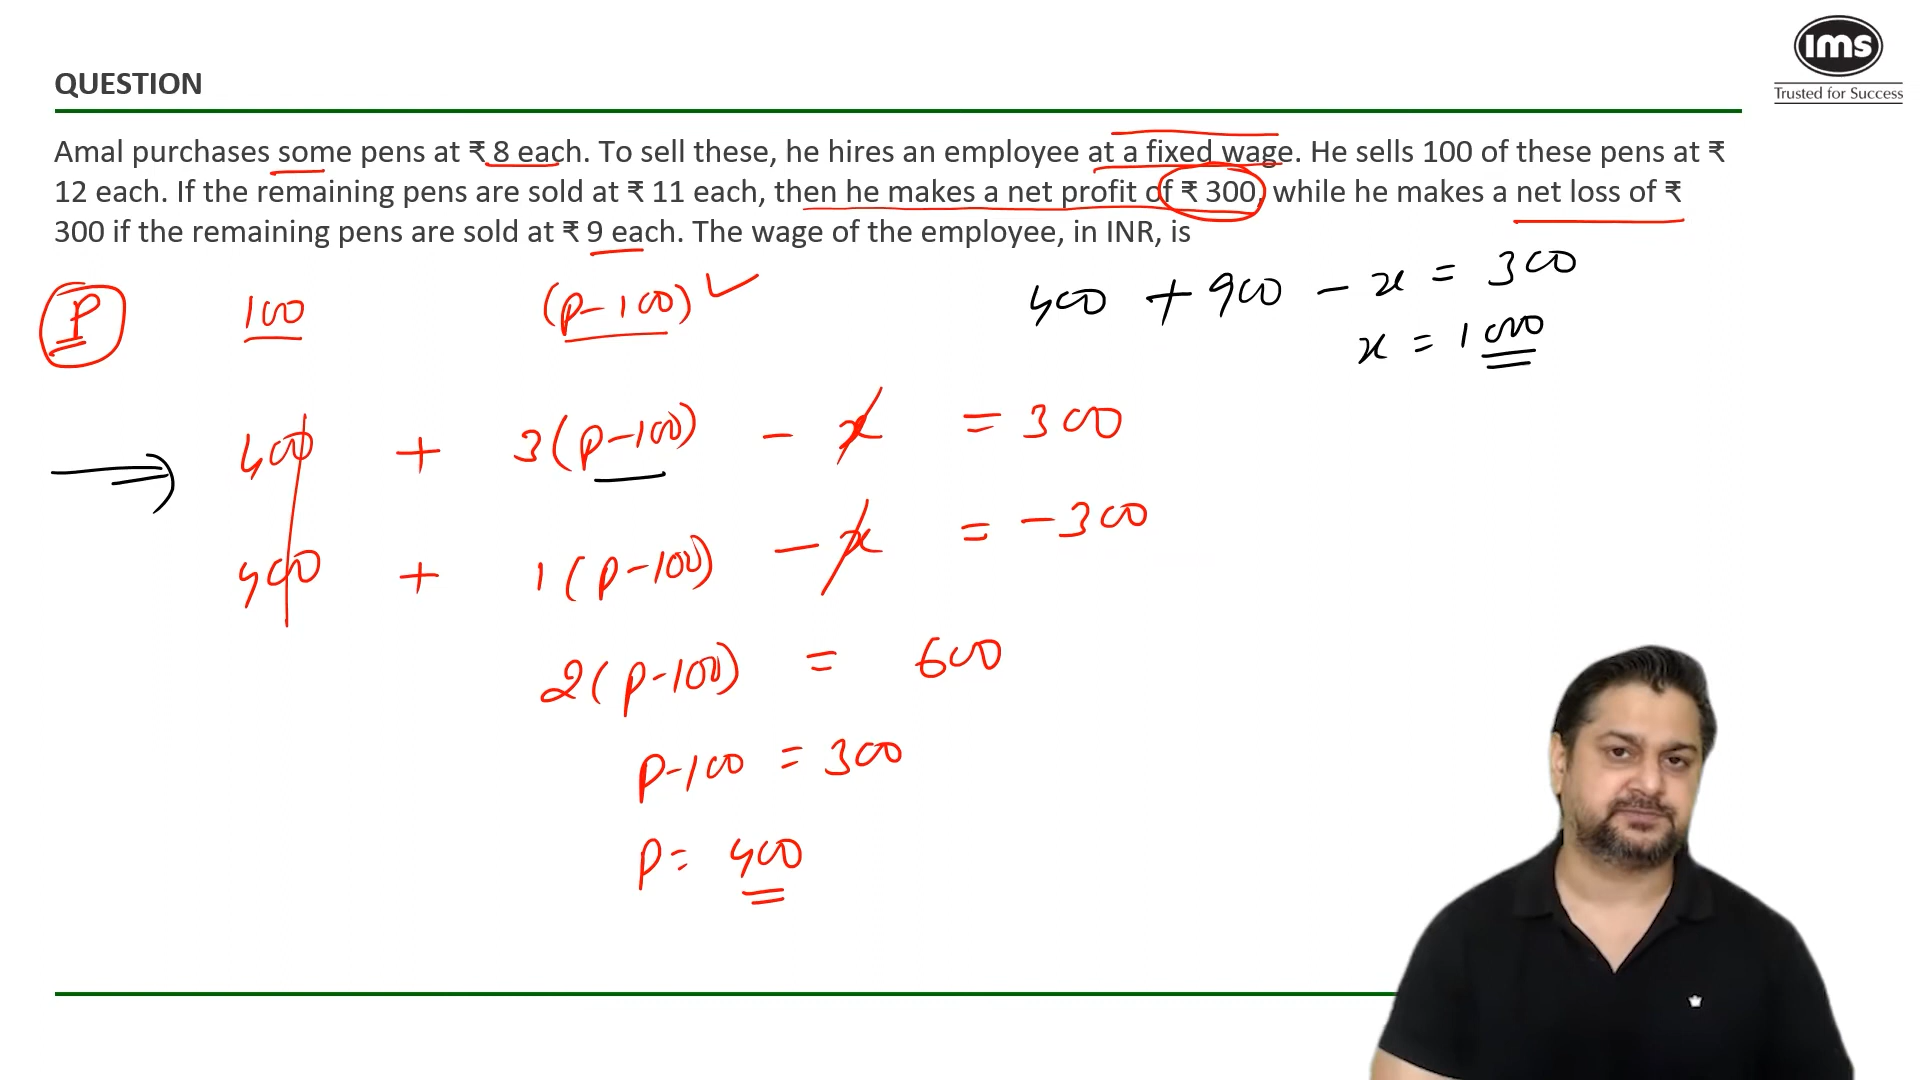 ims
Trusted for Success
QUESTION
Amal purchases some pens at ₹ 8 each. To sell these, he hires an employee at a fixed wage. He sells 100 of these pens at ₹
12 each. If the remaining pens are sold at ₹ 11 each, then he makes a net profit of ₹ 300, while he makes a net loss of ₹
300 if the remaining pens are sold at ₹ 9 each. The wage of the employee, in INR, is
P 100 (p-100) ✓
400 + 900 - x = 300
x = 1000
400 + 3(p-100) - x = 300
400 + 1(p-100) - x = -300
2(p-100) = 600
p-100 = 300
p= 400